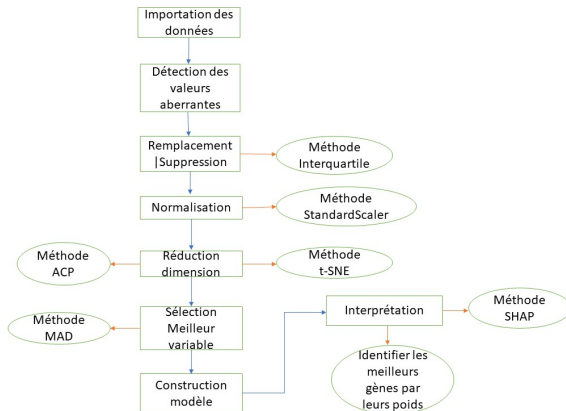 Importation des
données
Détection des
valeurs
aberrantes
Remplacement
|Suppression
Méthode
Interquartile
Normalisation
Méthode
StandardScaler
Méthode
ACP
Réduction
dimension
Méthode
t-SNE
Méthode
MAD
Sélection
Meilleur
variable
Interprétation
Méthode
SHAP
Construction
modèle
Identifier les
meilleurs
gènes par
leurs poids